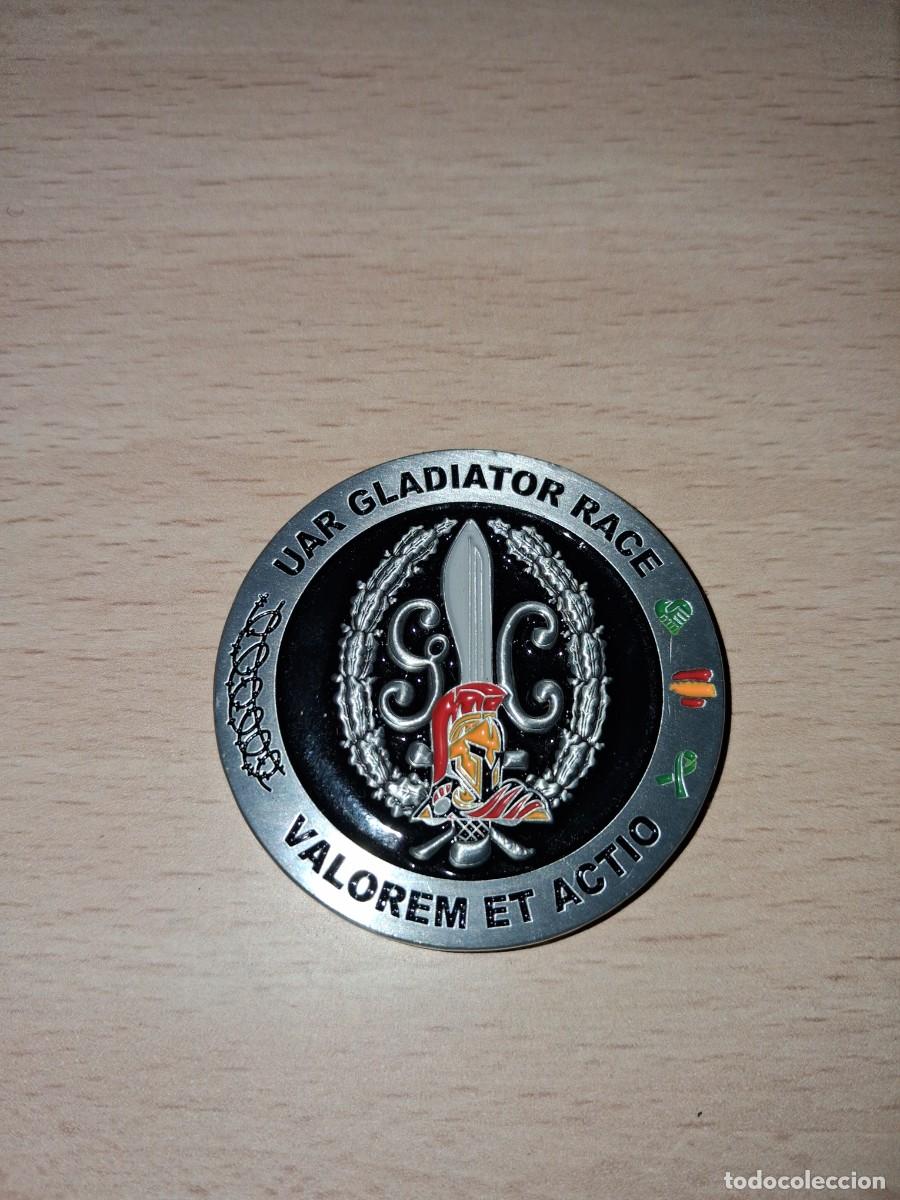 UAR GLADIATOR RACE
GC
VALOREM ET ACTIO
todocoleccion